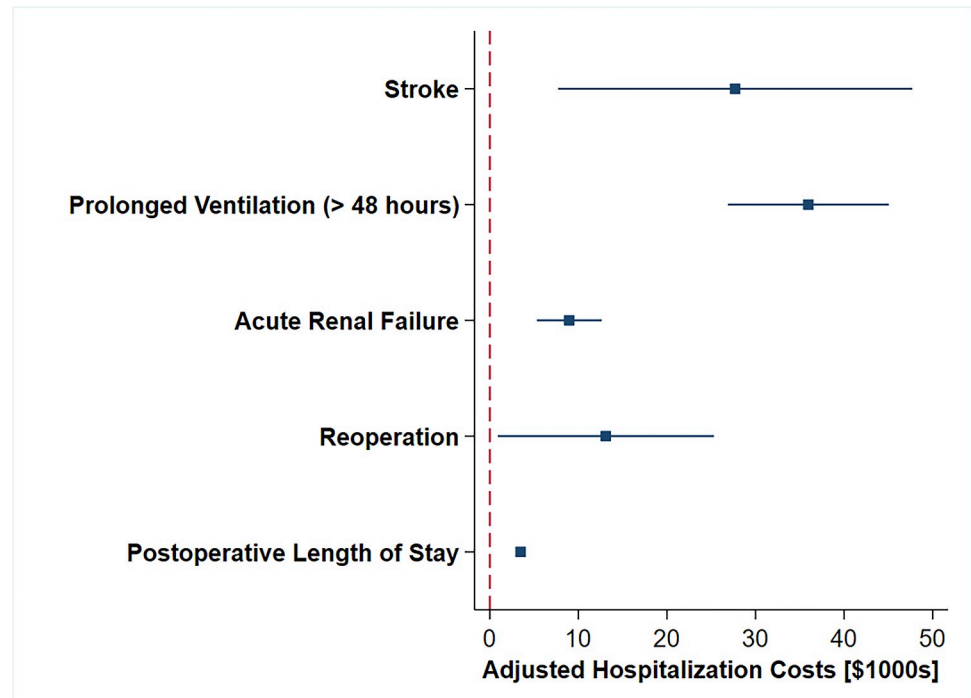 Stroke
Prolonged Ventilation (> 48 hours)
Acute Renal Failure
Reoperation
Postoperative Length of Stay
0 10 20 30 40 50
Adjusted Hospitalization Costs [$1000s]